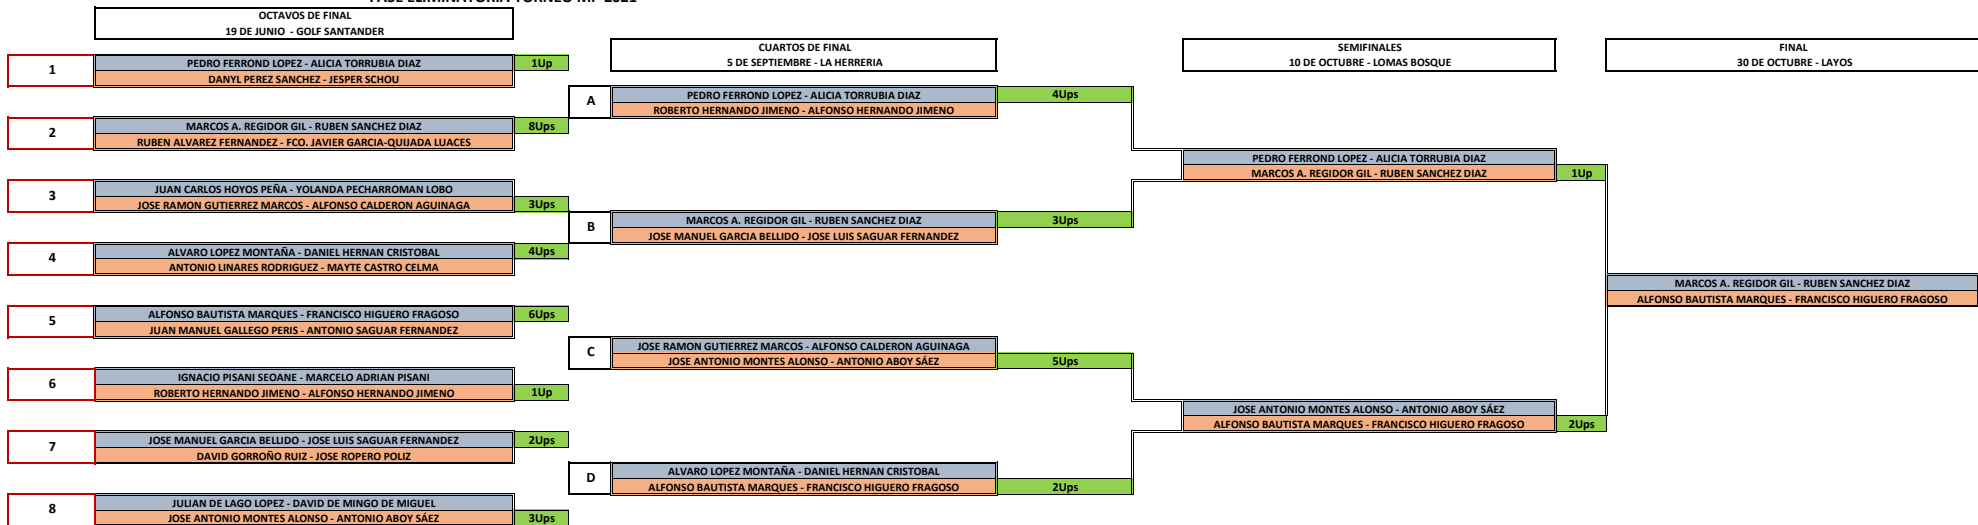 FASE ELIMINATORIA TORNEO MP 2021
OCTAVOS DE FINAL
19 DE JUNIO - GOLF SANTANDER
1
PEDRO FERROND LOPEZ - ALICIA TORRUBIA DIAZ 1Up
DANYL PEREZ SANCHEZ - JESPER SCHOU
2
MARCOS A. REGIDOR GIL - RUBEN SANCHEZ DIAZ 8Ups
RUBEN ALVAREZ FERNANDEZ - FCO. JAVIER GARCIA-QUIJADA LUACES
3
JUAN CARLOS HOYOS PEÑA - YOLANDA PECHARROMAN LOBO
JOSE RAMON GUTIERREZ MARCOS - ALFONSO CALDERON AGUINAGA 3Ups
4
ALVARO LOPEZ MONTAÑA - DANIEL HERNAN CRISTOBAL 4Ups
ANTONIO LINARES RODRIGUEZ - MAYTE CASTRO CELMA
5
ALFONSO BAUTISTA MARQUES - FRANCISCO HIGUERO FRAGOSO 6Ups
JUAN MANUEL GALLEGO PERIS - ANTONIO SAGUAR FERNANDEZ
6
IGNACIO PISANI SEOANE - MARCELO ADRIAN PISANI
ROBERTO HERNANDO JIMENO - ALFONSO HERNANDO JIMENO 1Up
7
JOSE MANUEL GARCIA BELLIDO - JOSE LUIS SAGUAR FERNANDEZ 2Ups
DAVID GORROÑO RUIZ - JOSE ROPERO POLIZ
8
JULIAN DE LAGO LOPEZ - DAVID DE MINGO DE MIGUEL
JOSE ANTONIO MONTES ALONSO - ANTONIO ABOY SÁEZ 3Ups
CUARTOS DE FINAL
5 DE SEPTIEMBRE - LA HERRERIA
A
PEDRO FERROND LOPEZ - ALICIA TORRUBIA DIAZ 4Ups
ROBERTO HERNANDO JIMENO - ALFONSO HERNANDO JIMENO
B
MARCOS A. REGIDOR GIL - RUBEN SANCHEZ DIAZ 3Ups
JOSE MANUEL GARCIA BELLIDO - JOSE LUIS SAGUAR FERNANDEZ
C
JOSE RAMON GUTIERREZ MARCOS - ALFONSO CALDERON AGUINAGA
JOSE ANTONIO MONTES ALONSO - ANTONIO ABOY SÁEZ 5Ups
D
ALVARO LOPEZ MONTAÑA - DANIEL HERNAN CRISTOBAL
ALFONSO BAUTISTA MARQUES - FRANCISCO HIGUERO FRAGOSO 2Ups
SEMIFINALES
10 DE OCTUBRE - LOMAS BOSQUE
PEDRO FERROND LOPEZ - ALICIA TORRUBIA DIAZ
MARCOS A. REGIDOR GIL - RUBEN SANCHEZ DIAZ 1Up
JOSE ANTONIO MONTES ALONSO - ANTONIO ABOY SÁEZ
ALFONSO BAUTISTA MARQUES - FRANCISCO HIGUERO FRAGOSO 2Ups
FINAL
30 DE OCTUBRE - LAYOS
MARCOS A. REGIDOR GIL - RUBEN SANCHEZ DIAZ
ALFONSO BAUTISTA MARQUES - FRANCISCO HIGUERO FRAGOSO